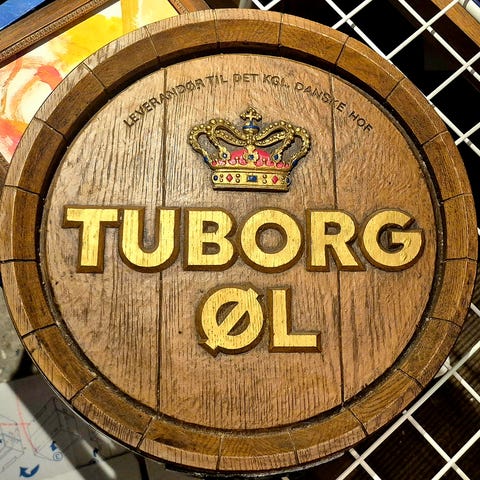 LEVERANDØR TIL DET KGL. DANSKE HOF
TUBORG
ØL